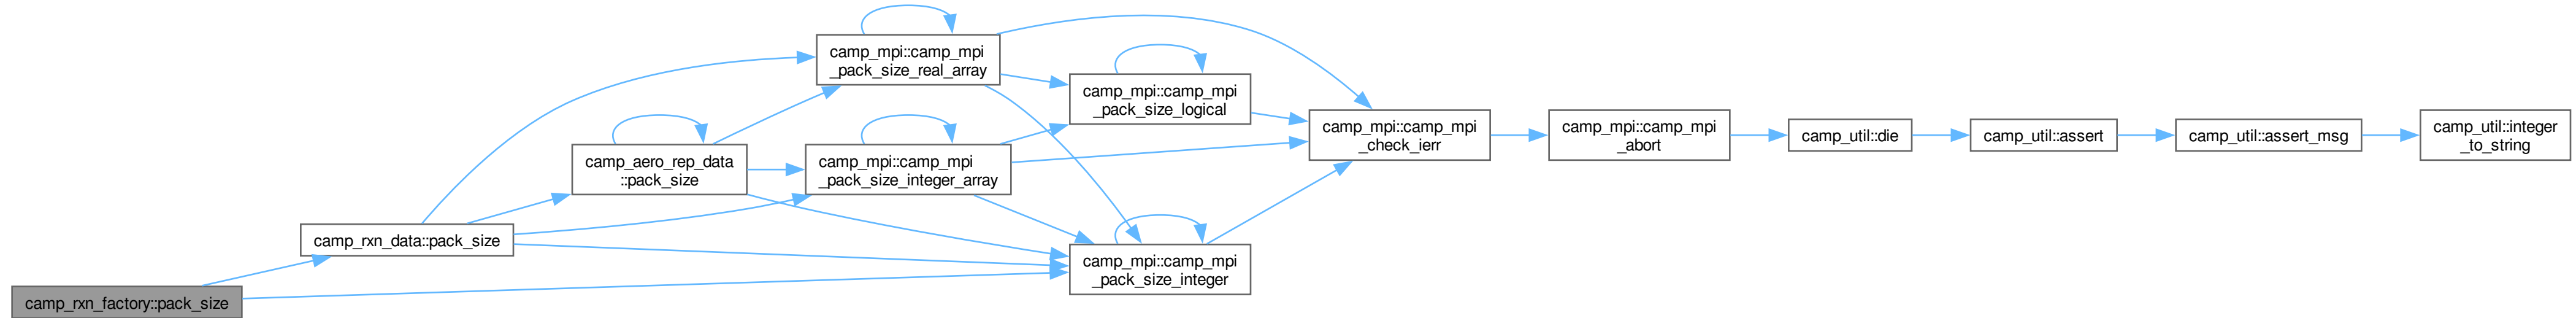 camp_rxn_factory::pack_size
camp_rxn_data::pack_size
camp_aero_rep_data
::pack_size
camp_mpi::camp_mpi
_pack_size_real_array
camp_mpi::camp_mpi
_pack_size_integer_array
camp_mpi::camp_mpi
_pack_size_logical
camp_mpi::camp_mpi
_pack_size_integer
camp_mpi::camp_mpi
_check_ierr
camp_mpi::camp_mpi
_abort
camp_util::die
camp_util::assert
camp_util::assert_msg
camp_util::integer
_to_string